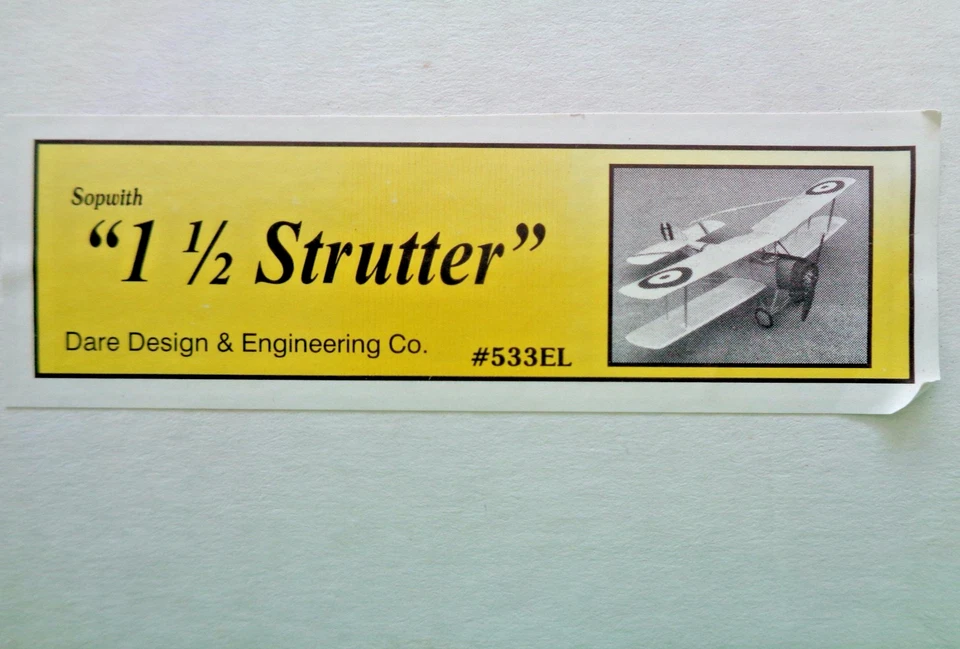 Sopwith
“1 ½ Strutter”
Dare Design & Engineering Co.
#533EL